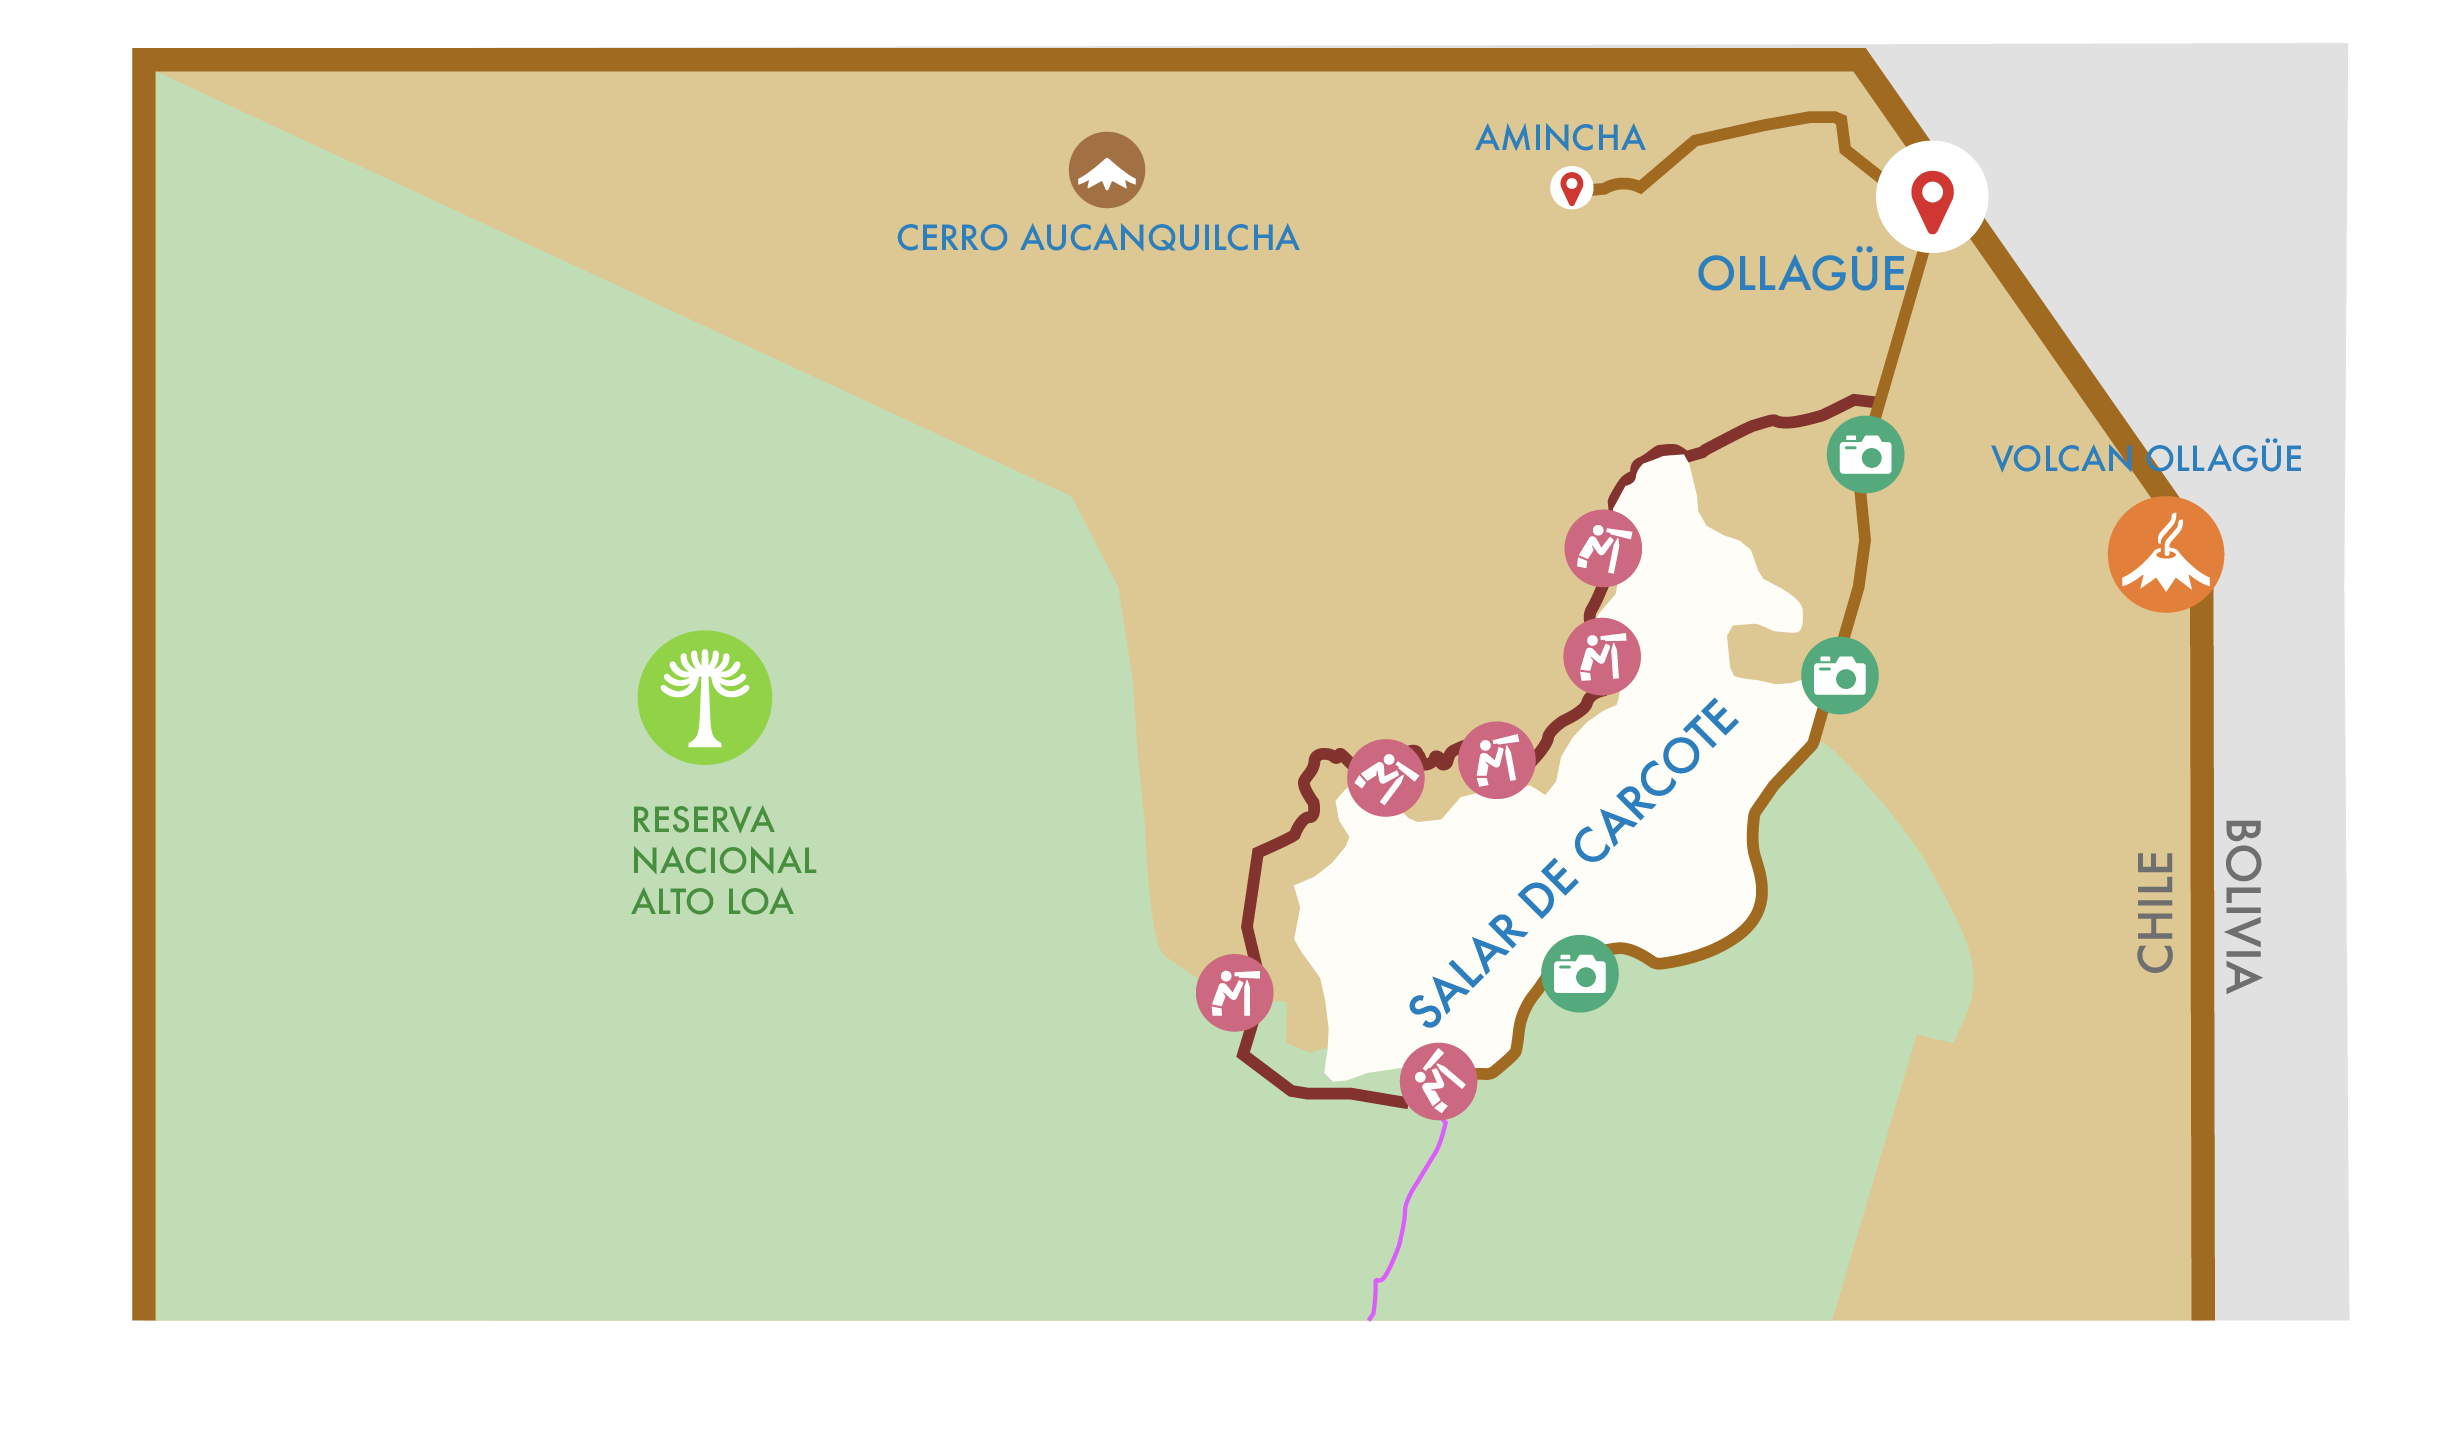 AMINCHA
CERRO AUCANQUILCHA
OLLAGÜE
VOLCAN OLLAGÜE
SALAR DE CARCOTE
RESERVA
NACIONAL
ALTO LOA
CHILE
BOLIVIA